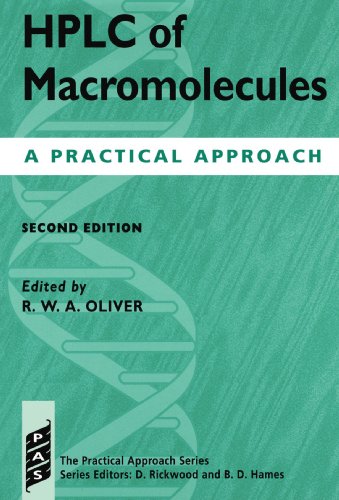 HPLC of
Macromolecules
A PRACTICAL APPROACH
SECOND EDITION
Edited by
R. W. A. OLIVER
PAS
The Practical Approach Series
Series Editors: D. Rickwood and B. D. Hames